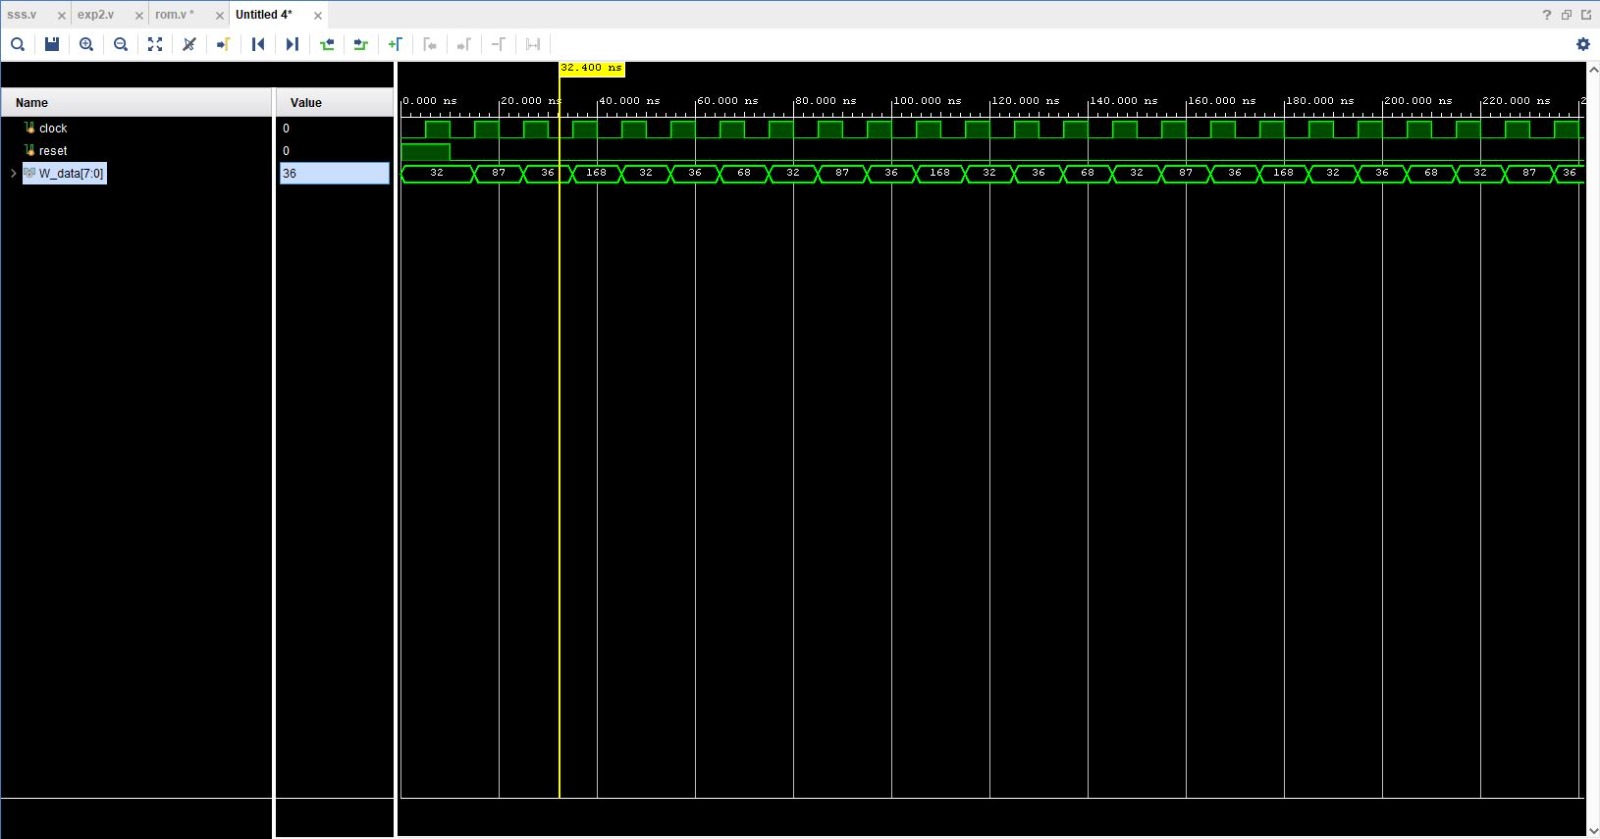 sss.v exp2.v rom.v * Untitled 4*
32.400 ns
Name Value
0.000 ns 20.000 ns 40.000 ns 60.000 ns 80.000 ns 100.000 ns 120.000 ns 140.000 ns 160.000 ns 180.000 ns 200.000 ns 220.000 ns 2
clock 0
reset 0
W_data[7:0] 36 32 87 36 168 32 36 68 32 87 36 168 32 36 68 32 87 36 168 32 36 68 32 87 36